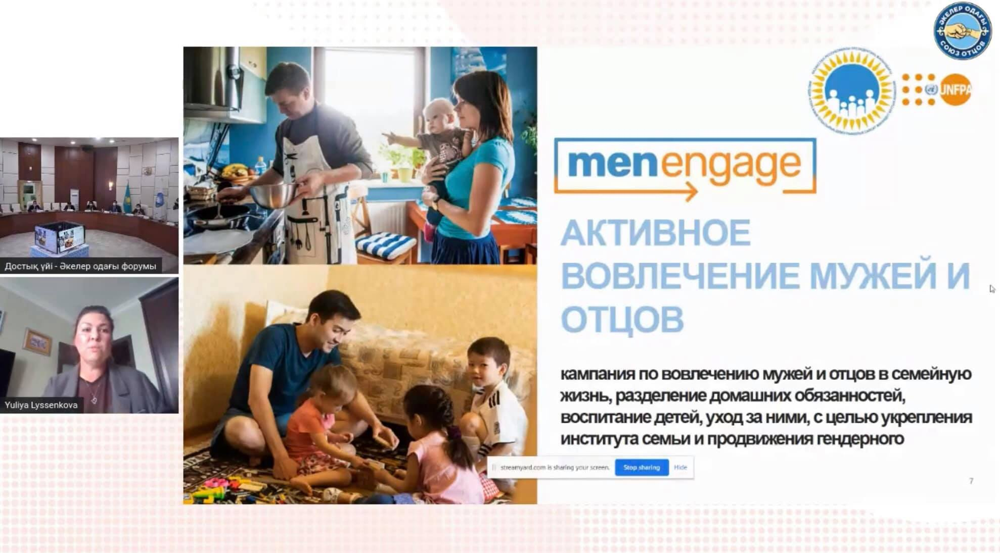 ӘКЕЛЕР ОДАҒЫ
СОЮЗ ОТЦОВ
UNFPA
menengage
АКТИВНОЕ
ВОВЛЕЧЕНИЕ МУЖЕЙ И
ОТЦОВ
кампания по вовлечению мужей и отцов в семейную
жизнь, разделение домашних обязанностей,
воспитание детей, уход за ними, с целью укрепления
института семьи и продвижения гендерного
streamyard.com is sharing your screen.
Stop sharing
Hide
7
Достық үйі - Әкелер одағы форумы
Yuliya Lyssenkova